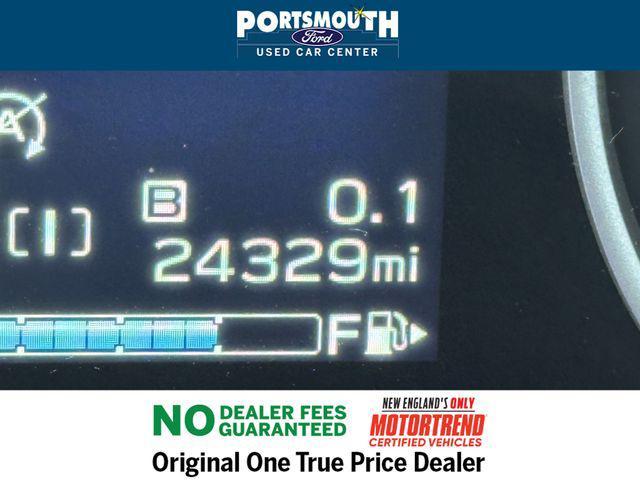 PORTSMOUTH
Ford
USED CAR CENTER
A
B 0.1
[I]
24329mi
F
NO DEALER FEES
GUARANTEED
NEW ENGLAND'S ONLY
MOTORTREND
CERTIFIED VEHICLES
Original One True Price Dealer